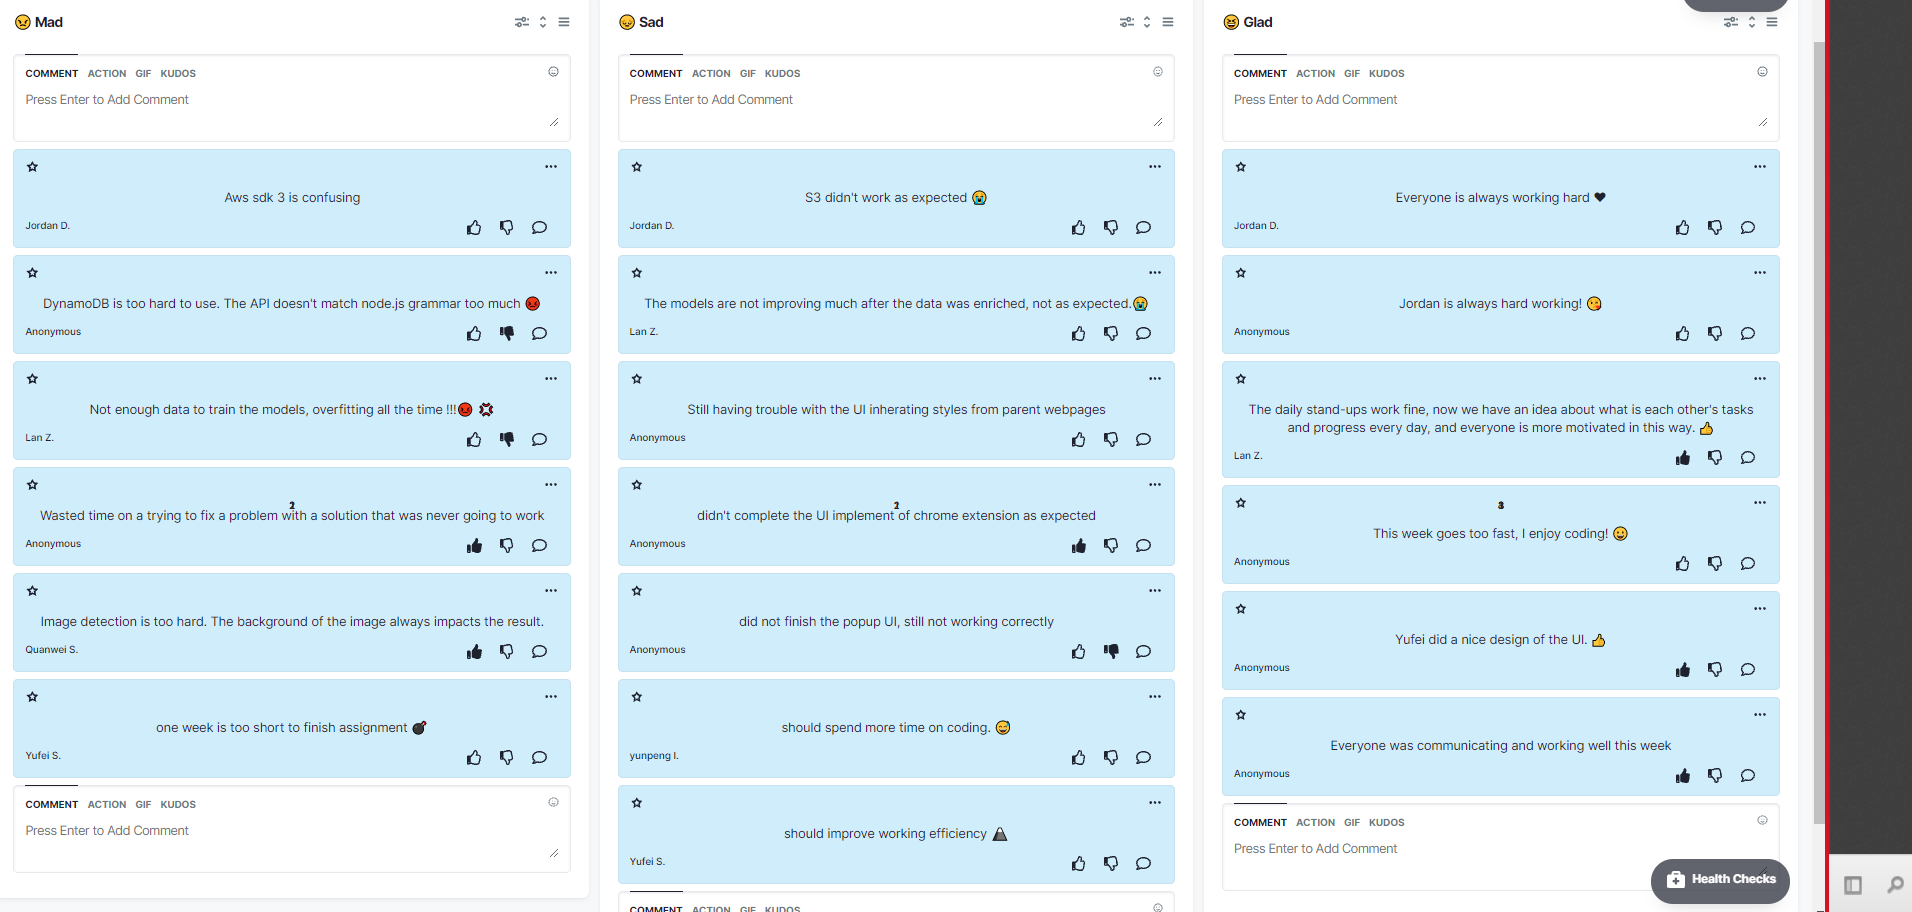 Mad
COMMENT ACTION GIF KUDOS
Press Enter to Add Comment
Aws sdk 3 is confusing
Jordan D.
DynamoDB is too hard to use. The API doesn't match node.js grammar too much
Anonymous
Not enough data to train the models, overfitting all the time !!!
Lan Z.
2
Wasted time on a trying to fix a problem with a solution that was never going to work
Anonymous
Image detection is too hard. The background of the image always impacts the result.
Quanwei S.
one week is too short to finish assignment
Yufei S.
COMMENT ACTION GIF KUDOS
Press Enter to Add Comment
Sad
COMMENT ACTION GIF KUDOS
Press Enter to Add Comment
S3 didn't work as expected
Jordan D.
The models are not improving much after the data was enriched, not as expected.
Lan Z.
Still having trouble with the UI inherating styles from parent webpages
Anonymous
2
didn't complete the UI implement of chrome extension as expected
Anonymous
did not finish the popup UI, still not working correctly
Anonymous
should spend more time on coding.
yunpeng l.
should improve working efficiency
Yufei S.
COMMENT ACTION GIF KUDOS
Glad
COMMENT ACTION GIF KUDOS
Press Enter to Add Comment
Everyone is always working hard
Jordan D.
Jordan is always hard working!
Anonymous
The daily stand-ups work fine, now we have an idea about what is each other's tasks
and progress every day, and everyone is more motivated in this way.
Lan Z.
This week goes too fast, I enjoy coding!
Anonymous
Yufei did a nice design of the UI.
Anonymous
Everyone was communicating and working well this week
Anonymous
COMMENT ACTION GIF KUDOS
Press Enter to Add Comment
Health Checks